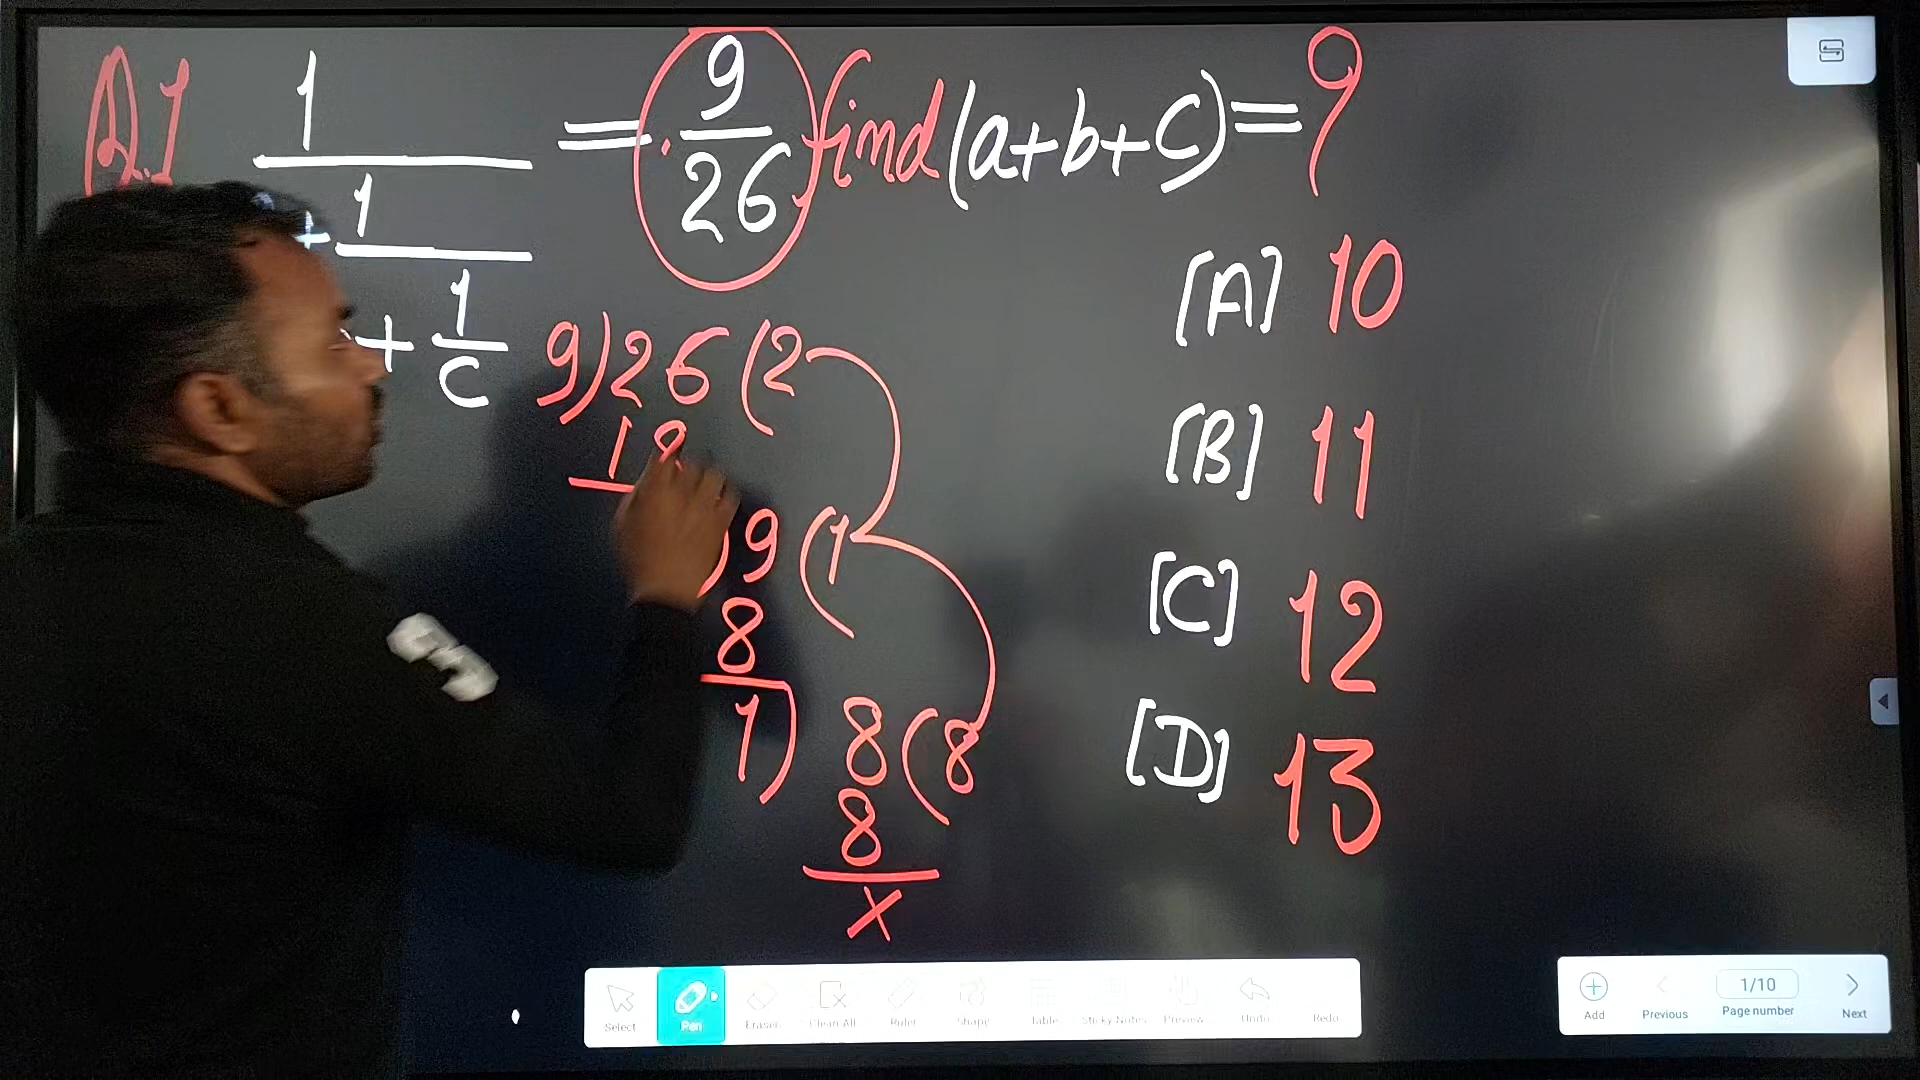 Q.1 1 = 9/26, find (a+b+c) = ?
+ 1
+ 1/c
[A] 10
9)26(2
18
[B] 11
)9(1
8
[C] 12
1) 8(8
8
×
[D] 13
Select Pen Eraser Clean All Ruler Shape Table Sticky Notes Preview Undo Redo
Add Previous 1/10 Page number Next